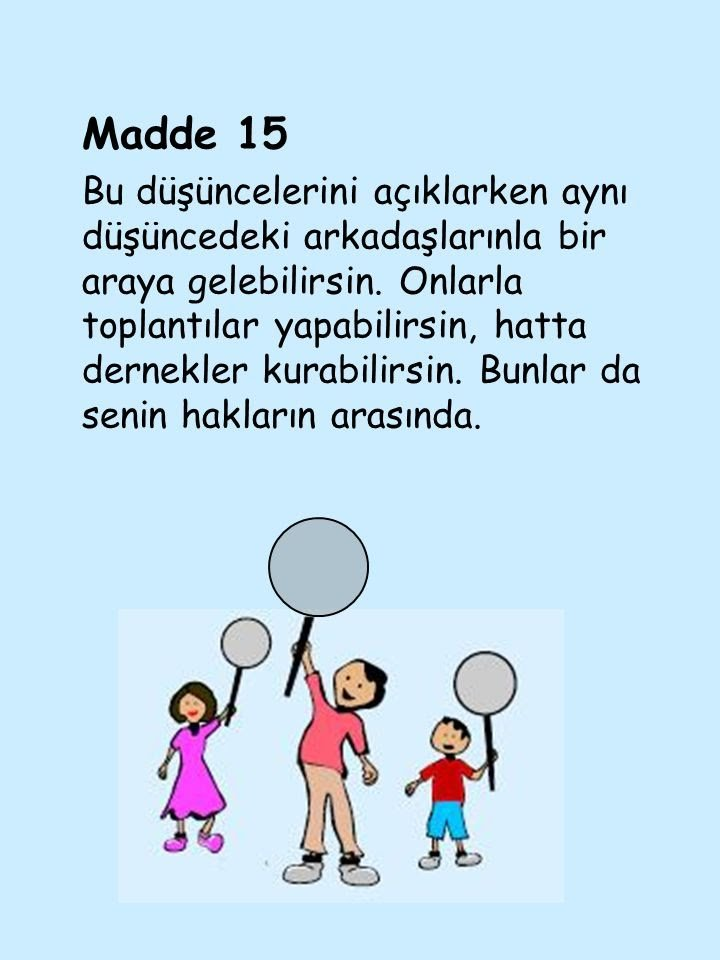 Madde 15
Bu düşüncelerini açıklarken aynı
düşüncedeki arkadaşlarınla bir
araya gelebilirsin. Onlarla
toplantılar yapabilirsin, hatta
dernekler kurabilirsin. Bunlar da
senin hakların arasında.